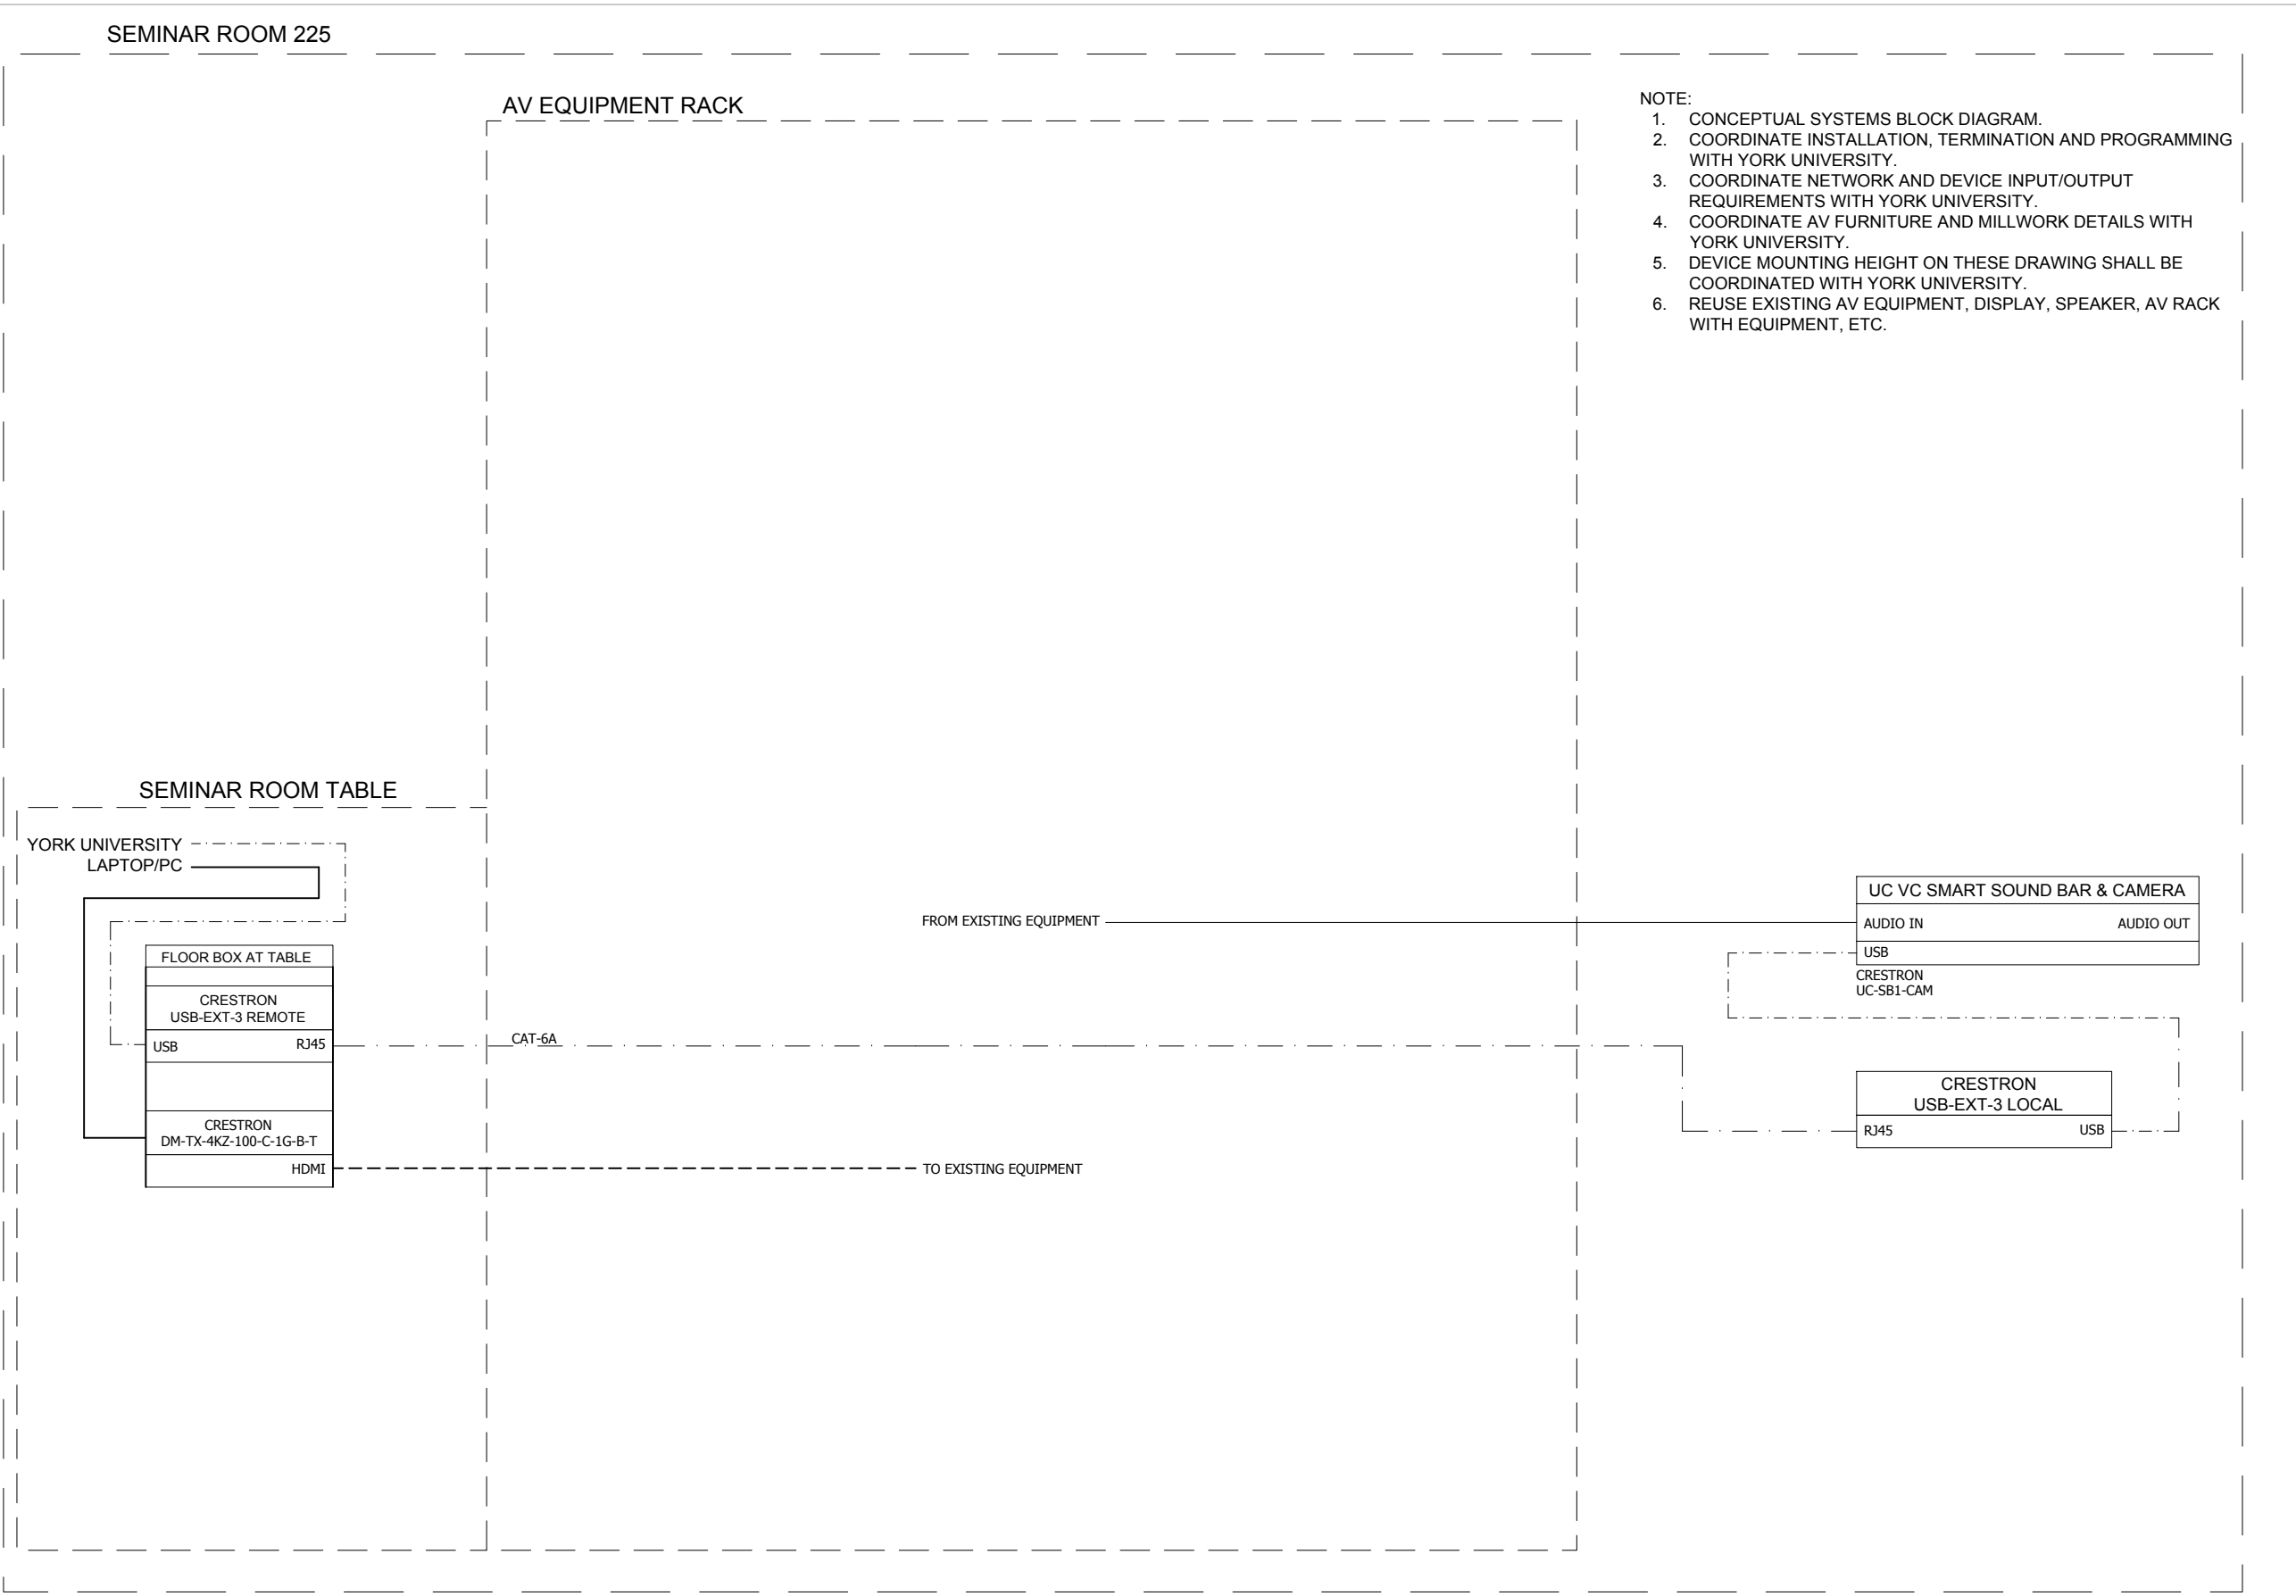 SEMINAR ROOM 225
AV EQUIPMENT RACK
NOTE:
1. CONCEPTUAL SYSTEMS BLOCK DIAGRAM.
2. COORDINATE INSTALLATION, TERMINATION AND PROGRAMMING
WITH YORK UNIVERSITY.
3. COORDINATE NETWORK AND DEVICE INPUT/OUTPUT
REQUIREMENTS WITH YORK UNIVERSITY.
4. COORDINATE AV FURNITURE AND MILLWORK DETAILS WITH
YORK UNIVERSITY.
5. DEVICE MOUNTING HEIGHT ON THESE DRAWING SHALL BE
COORDINATED WITH YORK UNIVERSITY.
6. REUSE EXISTING AV EQUIPMENT, DISPLAY, SPEAKER, AV RACK
WITH EQUIPMENT, ETC.
SEMINAR ROOM TABLE
YORK UNIVERSITY
LAPTOP/PC
FLOOR BOX AT TABLE
CRESTRON
USB-EXT-3 REMOTE
USB RJ45
CRESTRON
DM-TX-4KZ-100-C-1G-B-T
HDMI
CAT-6A
FROM EXISTING EQUIPMENT
TO EXISTING EQUIPMENT
UC VC SMART SOUND BAR & CAMERA
AUDIO IN AUDIO OUT
USB
CRESTRON
UC-SB1-CAM
CRESTRON
USB-EXT-3 LOCAL
RJ45 USB